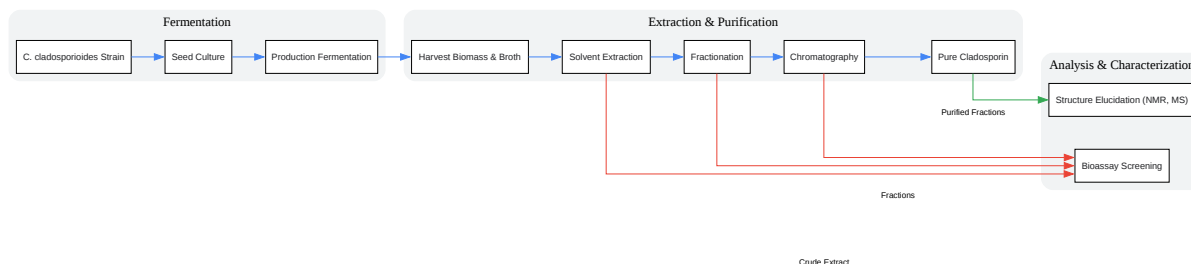 Fermentation
Extraction & Purification
C. cladosporioides Strain
Seed Culture
Production Fermentation
Harvest Biomass & Broth
Solvent Extraction
Fractionation
Chromatography
Pure Cladosporin
Analysis & Characterization
Structure Elucidation (NMR, MS)
Purified Fractions
Bioassay Screening
Fractions
Crude Extract